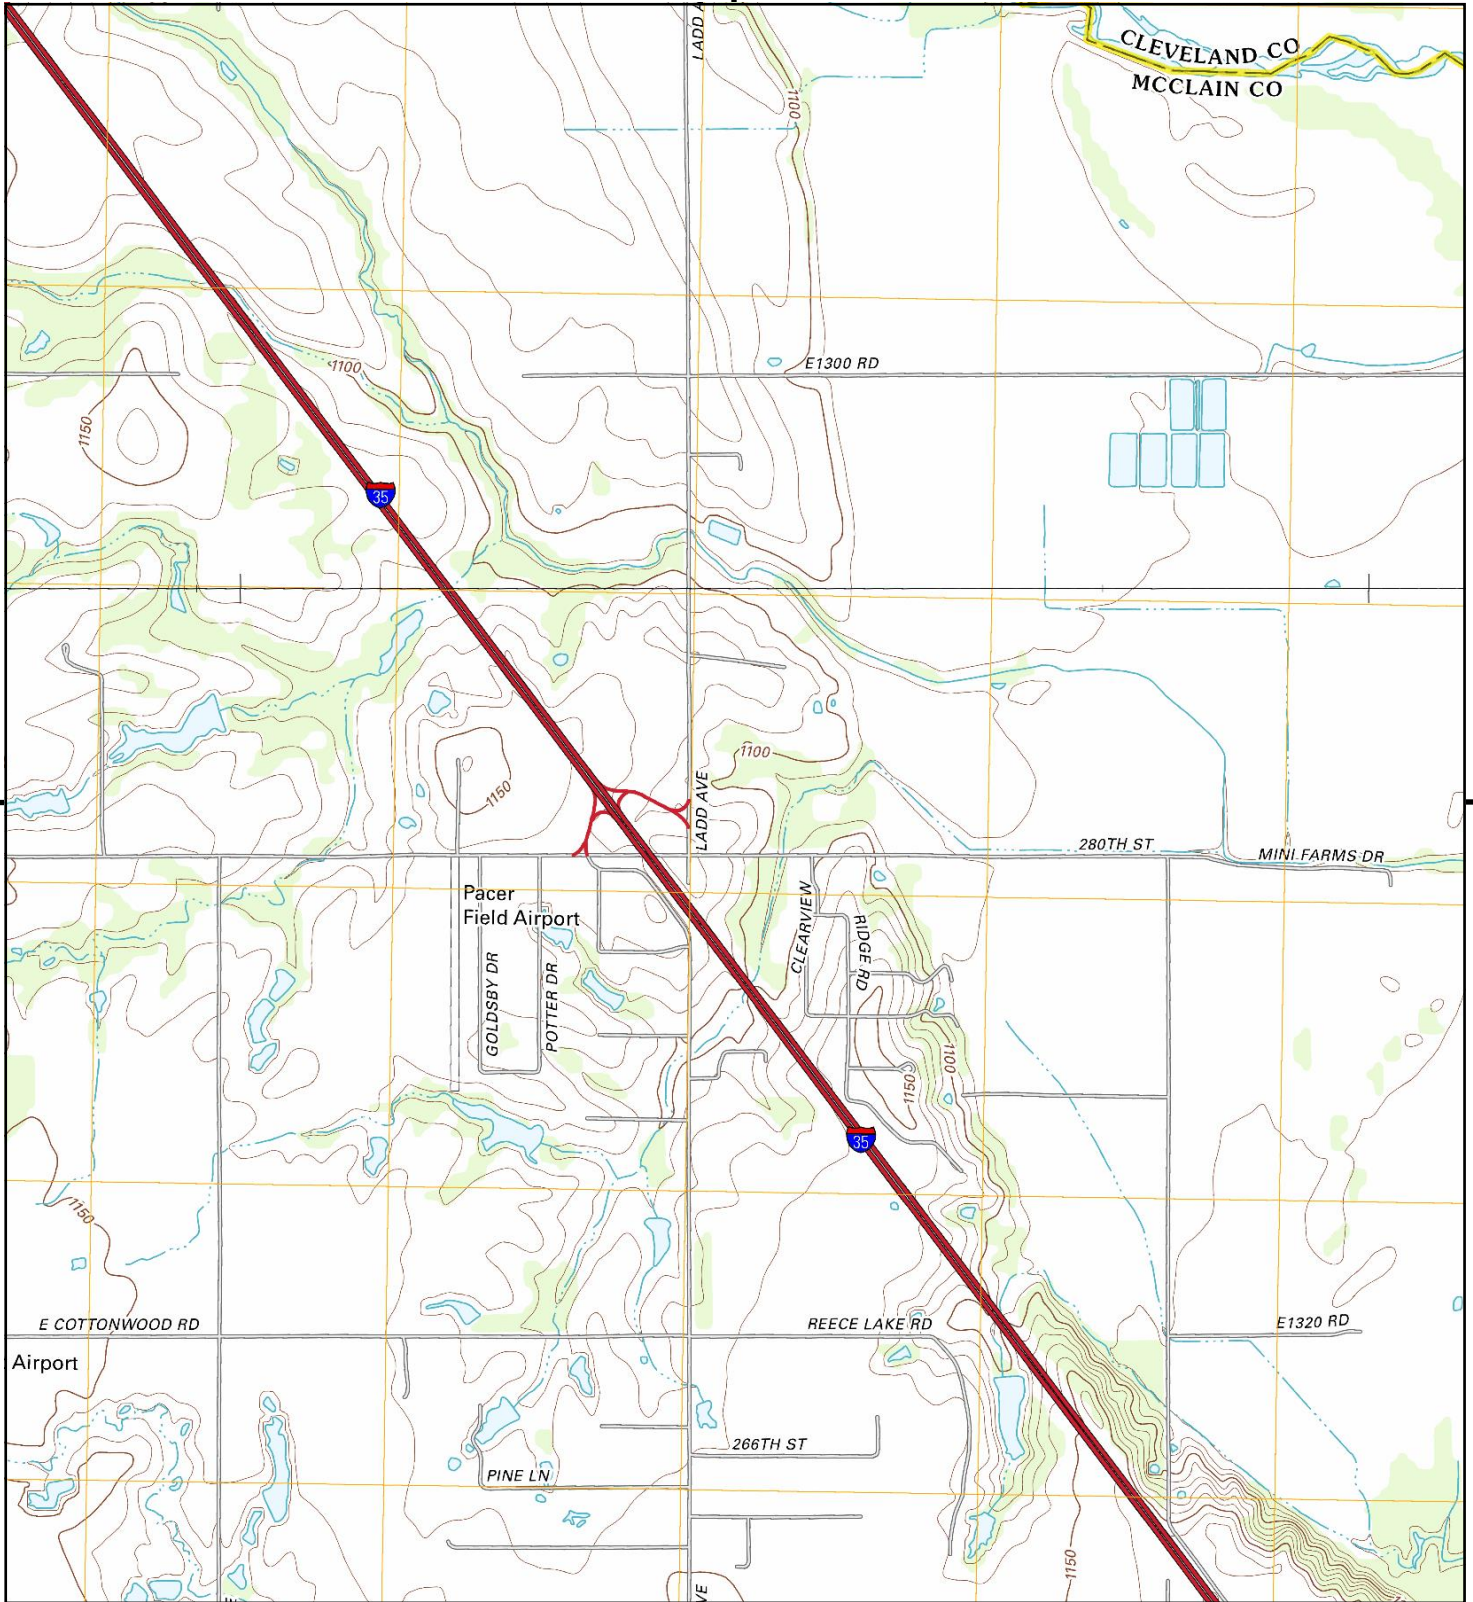 LADD A
CLEVELAND CO
MCCLAIN CO
1100
E1300 RD
1100
1150
35
1100
1150
LADD AVE
280TH ST
MINI FARMS DR
Pacer
Field Airport
CLEARVIEW
RIDGE RD
GOLDSBY DR
POTTER DR
1100
1150
35
1150
E COTTONWOOD RD
REECE LAKE RD
E1320 RD
Airport
266TH ST
PINE LN
1150
VE